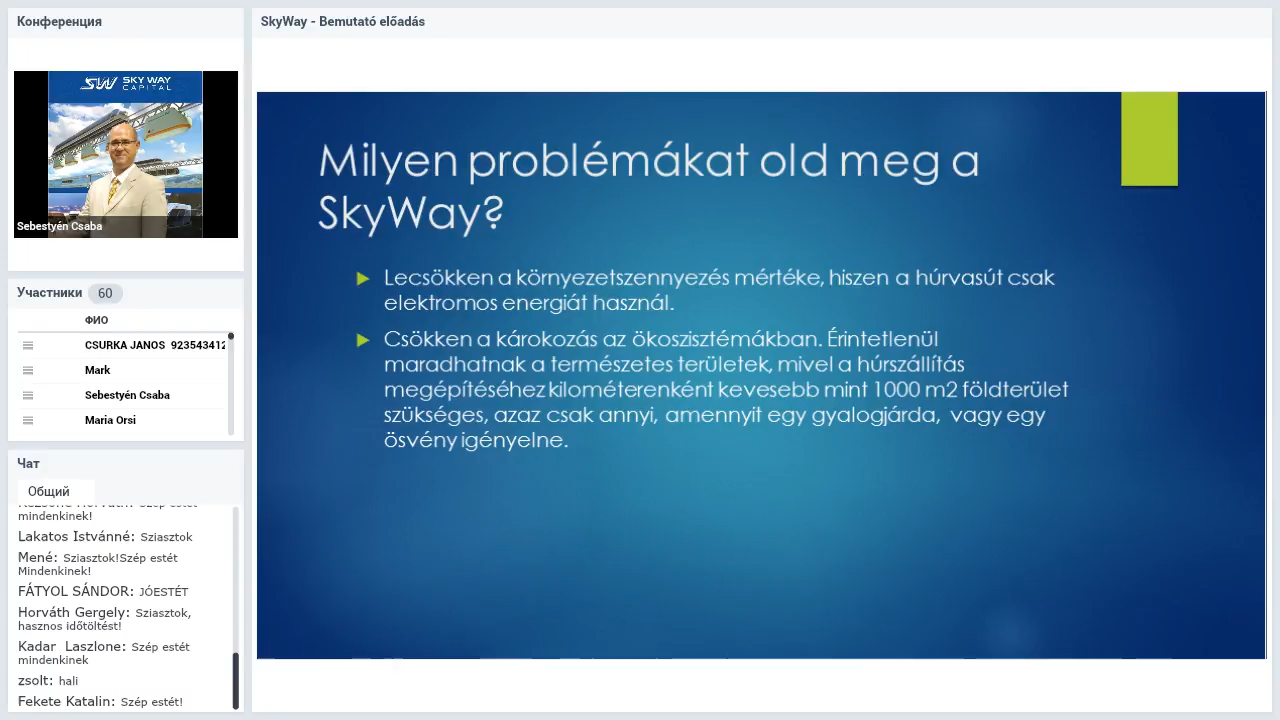 Конференция
SKY WAY
CAPITAL
Sebestyén Csaba
Участники 60
ФИО
CSURKA JANOS 923543412
Mark
Sebestyén Csaba
Maria Orsi
Чат
Общий
mindenkinek!
Lakatos Istvánné: Sziasztok
Mené: Sziasztok!Szép estét
Mindenkinek!
FÁTYOL SÁNDOR: JÓESTÉT
Horváth Gergely: Sziasztok,
hasznos időtöltést!
Kadar Laszlone: Szép estét
mindenkinek
zsolt: hali
Fekete Katalin: Szép estét!
SkyWay - Bemutató előadás
Milyen problémákat old meg a
SkyWay?
Lecsökken a környezetszennyezés mértéke, hiszen a húrvasút csak
elektromos energiát használ.
Csökken a károkozás az ökoszisztémákban. Érintetlenül
maradhatnak a természetes területek, mivel a húrszállítás
megépítéséhez kilométerenként kevesebb mint 1000 m2 földterület
szükséges, azaz csak annyi, amennyit egy gyalogjárda, vagy egy
ösvény igényelne.